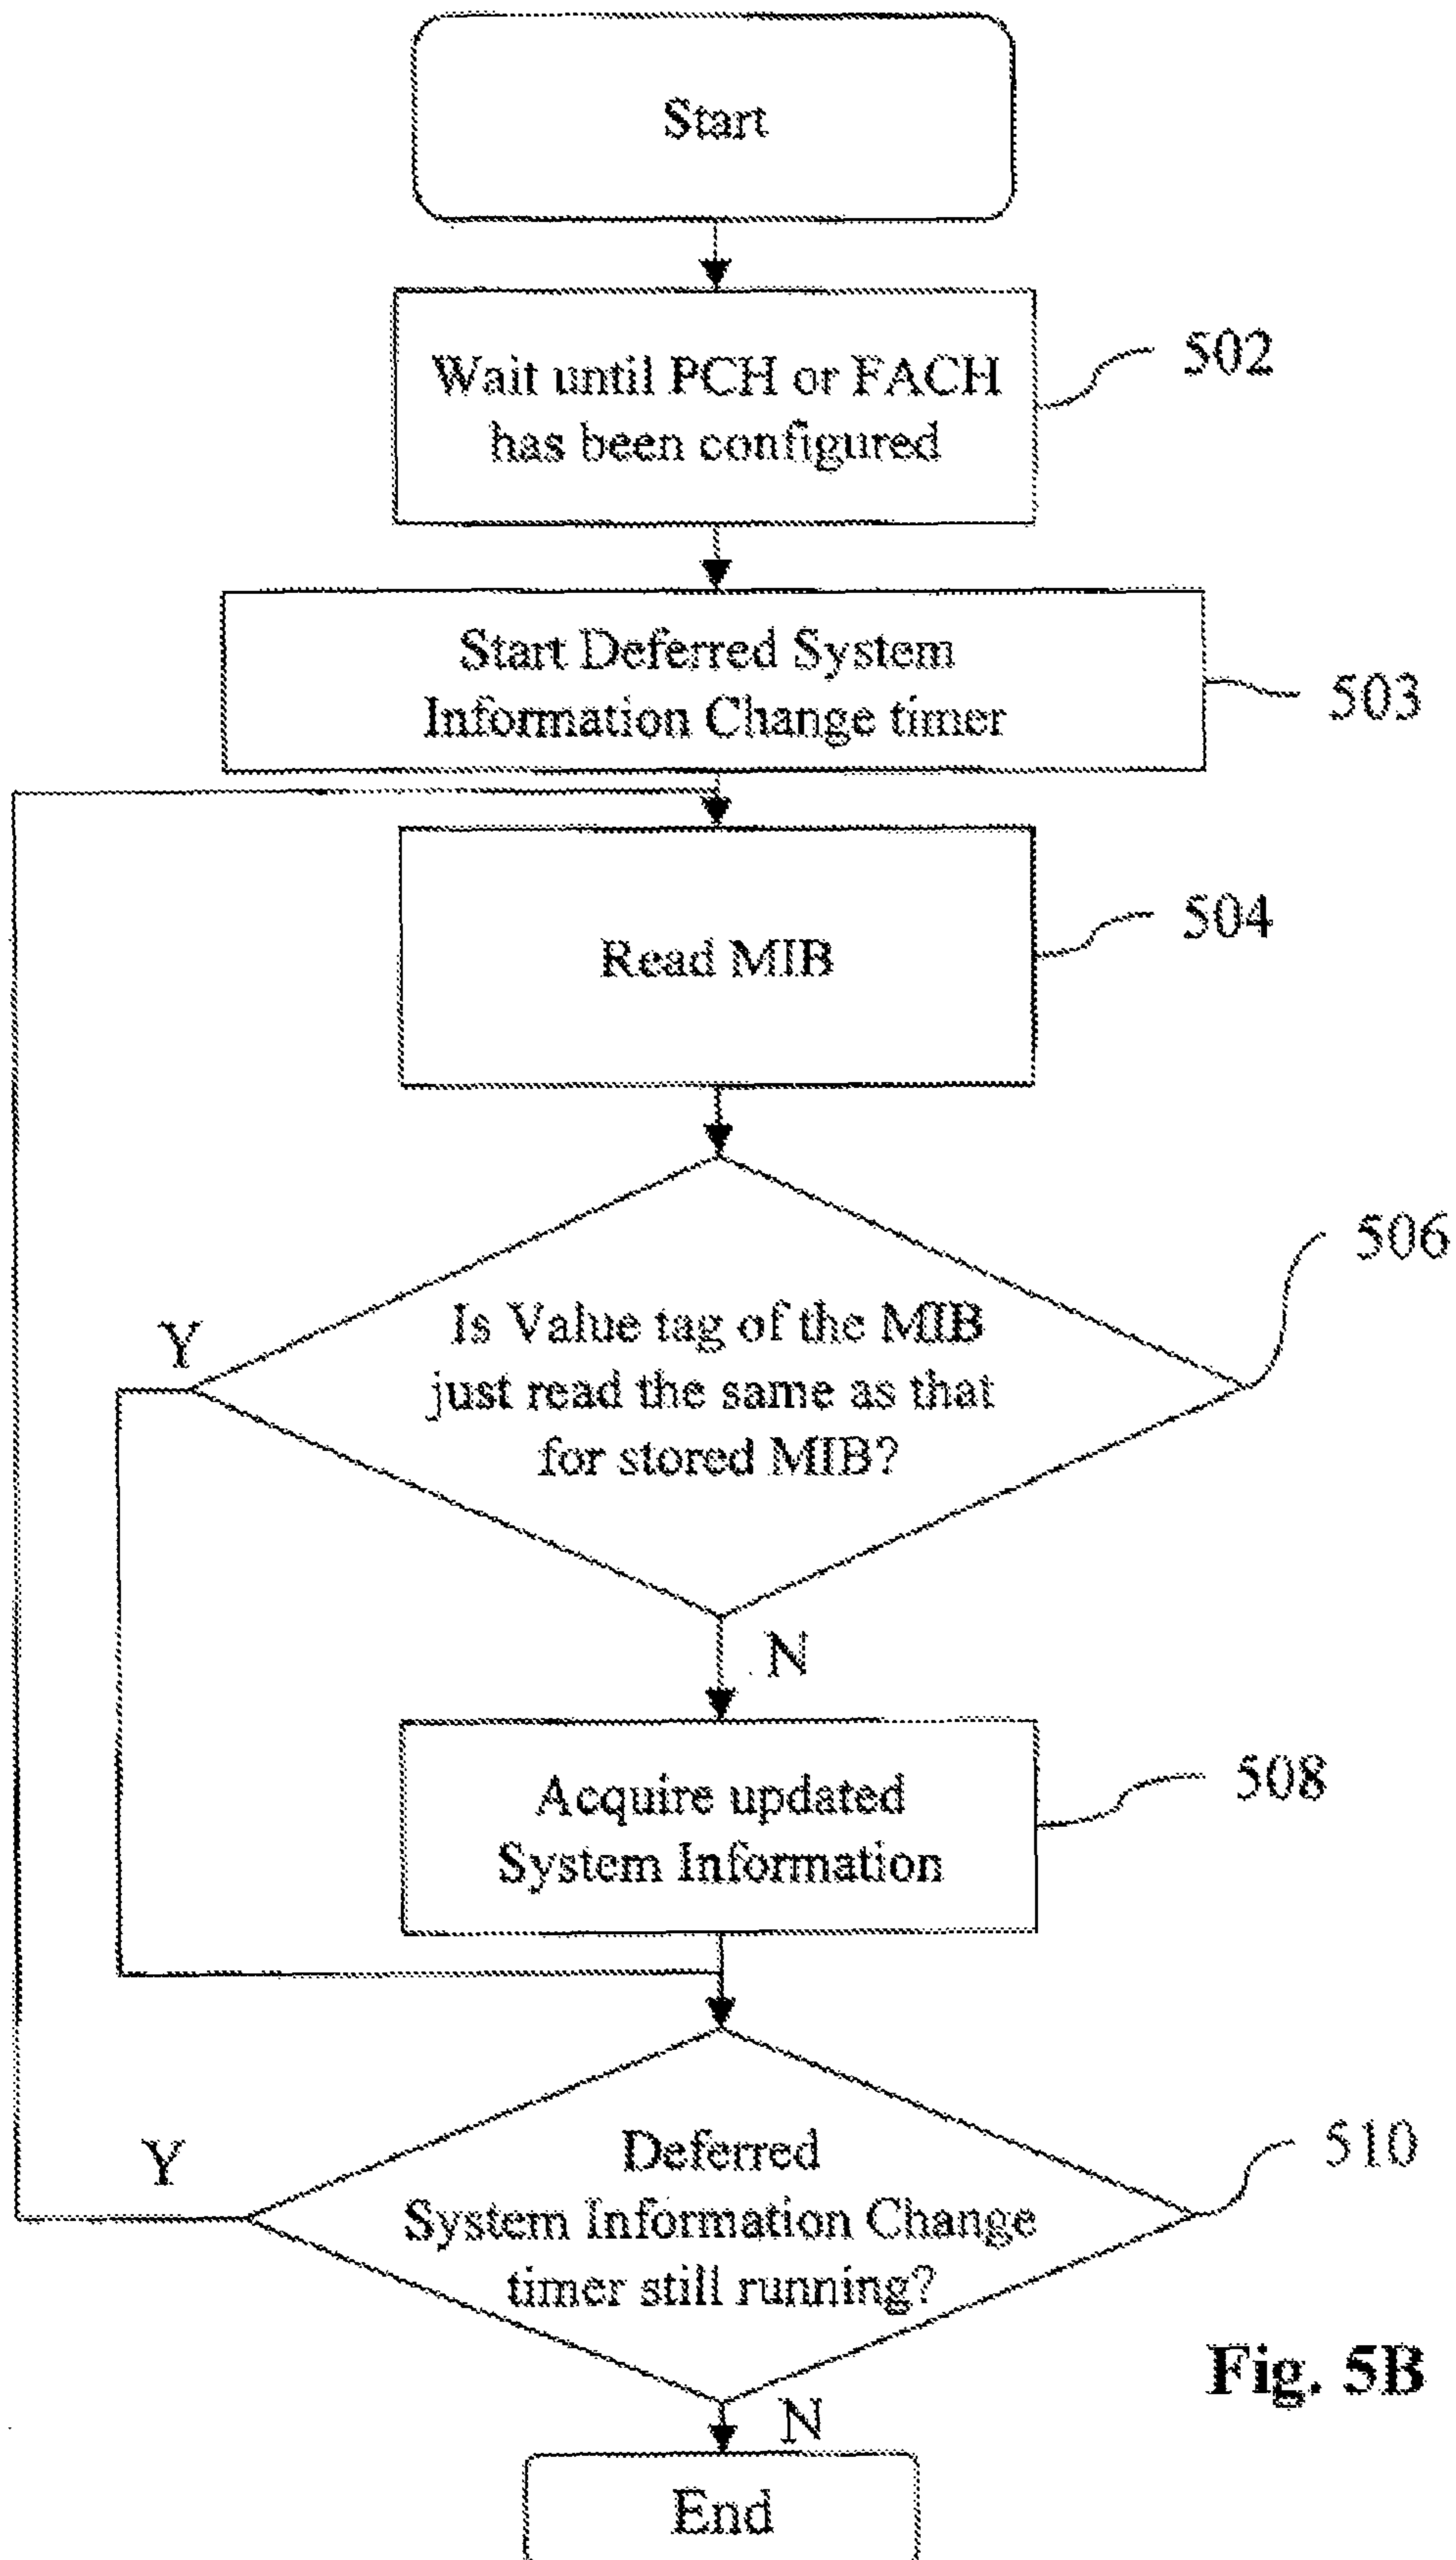 Start
Wait until PCH or FACH
has been configured
502
Start Deferred System
Information Change timer
503
Read MIB
504
Is Value tag of the MIB
just read the same as that
for stored MIB?
506
Y
N
Acquire updated
System Information
508
Deferred
System Information Change
timer still running?
510
Y
N
Fig. 5B
End